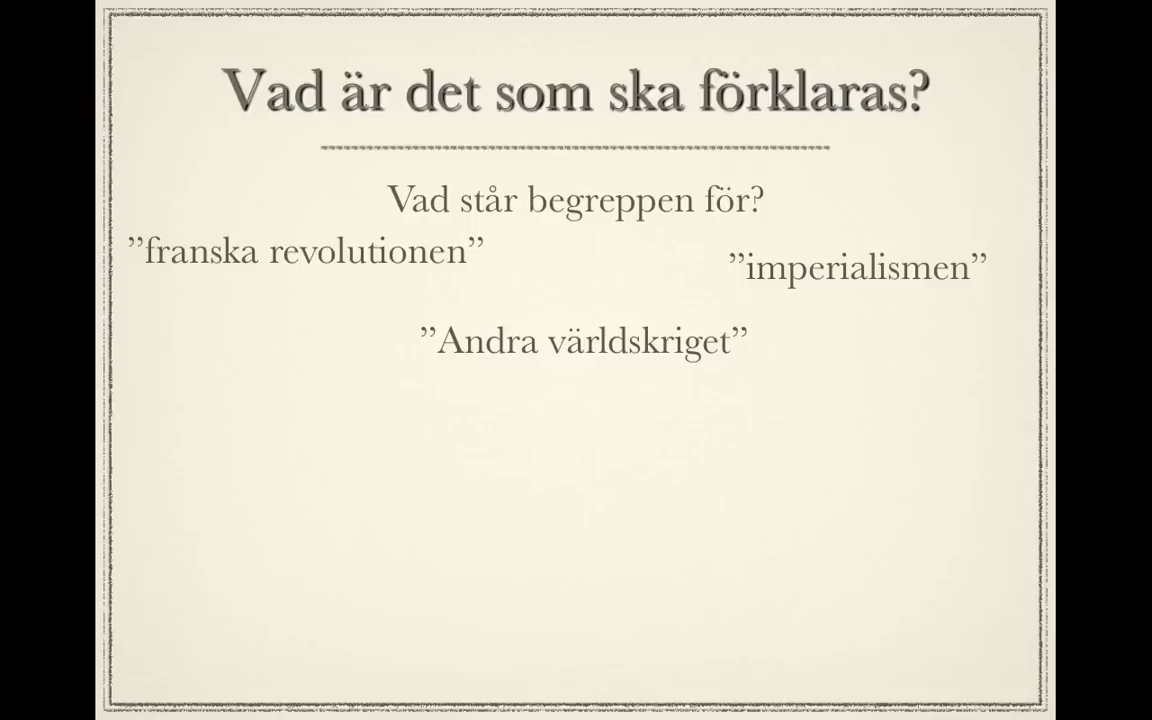 Vad är det som ska förklaras?
Vad står begreppen för?
”franska revolutionen”
”imperialismen”
”Andra världskriget”